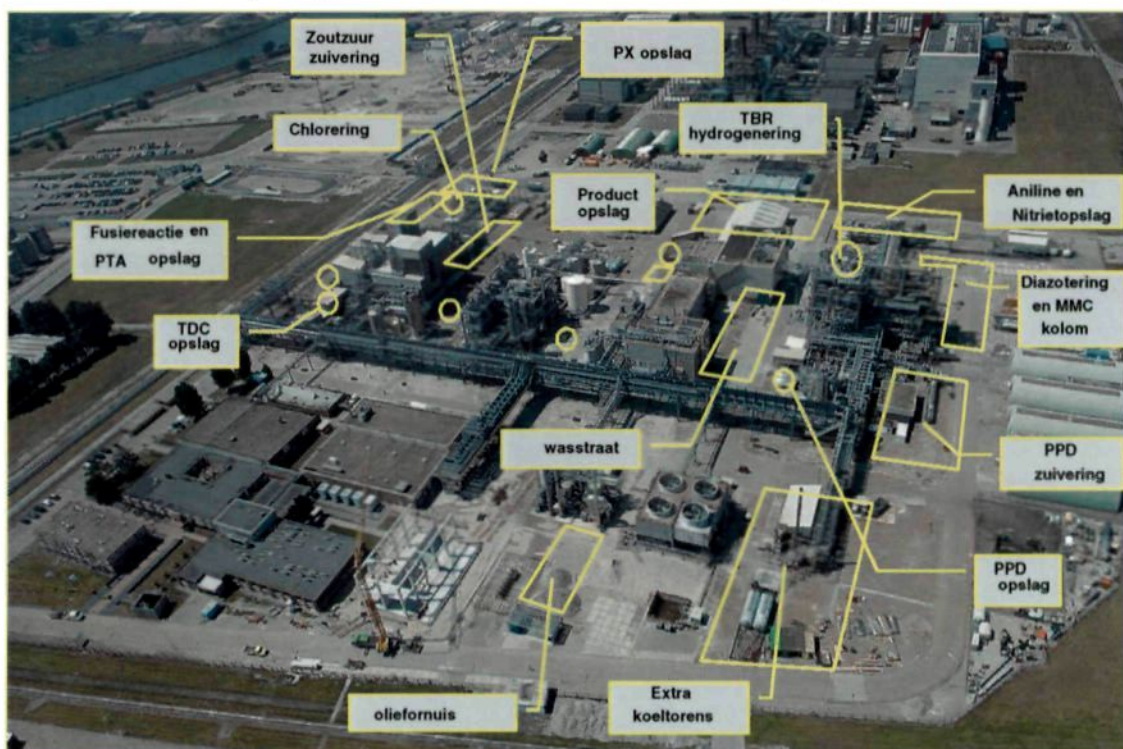 Zoutzuur
zuivering
PX opslag
Chlorering
TBR
hydrogenering
Product
opslag
Aniline en
Nitrietopslag
Fusiereactie en
PTA opslag
Diazotering
en MMC
kolom
TDC
opslag
wasstraat
PPD
zuivering
PPD
opslag
oliefornuis
Extra
koeltorens